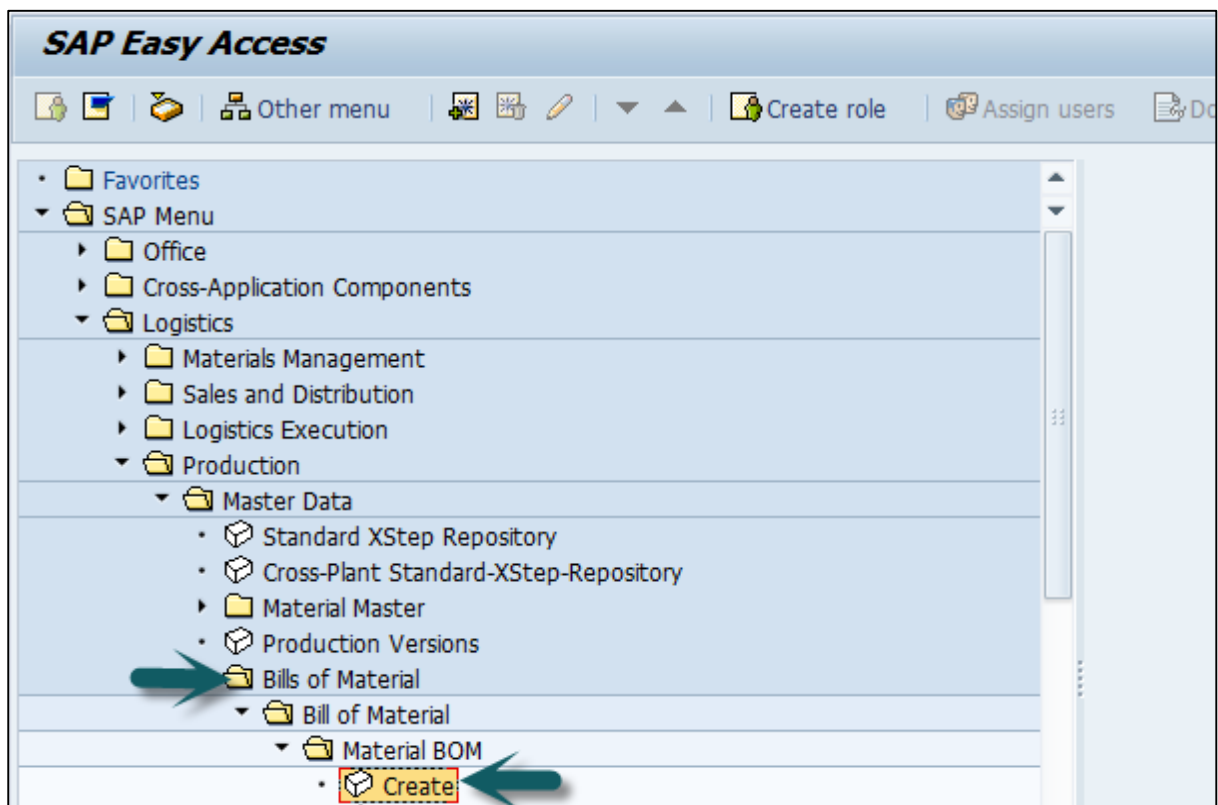 SAP Easy Access
Other menu Create role Assign users Do
Favorites
SAP Menu
Office
Cross-Application Components
Logistics
Materials Management
Sales and Distribution
Logistics Execution
Production
Master Data
Standard XStep Repository
Cross-Plant Standard-XStep-Repository
Material Master
Production Versions
Bills of Material
Bill of Material
Material BOM
Create